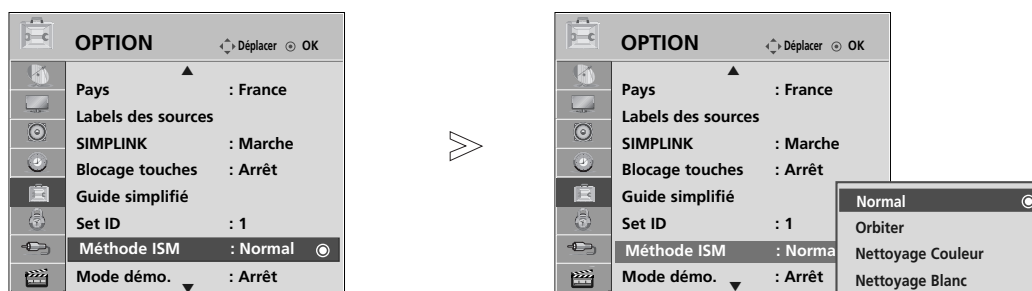 OPTION Déplacer OK
Pays : France
Labels des sources
SIMPLINK : Marche
Blocage touches : Arrêt
Guide simplifié
Set ID : 1
Méthode ISM : Normal
Mode démo. : Arrêt
OPTION Déplacer OK
Pays : France
Labels des sources
SIMPLINK : Marche
Blocage touches : Arrêt
Guide simplifié
Set ID : 1
Méthode ISM : Norma
Mode démo. : Arrêt
Normal
Orbiter
Nettoyage Couleur
Nettoyage Blanc